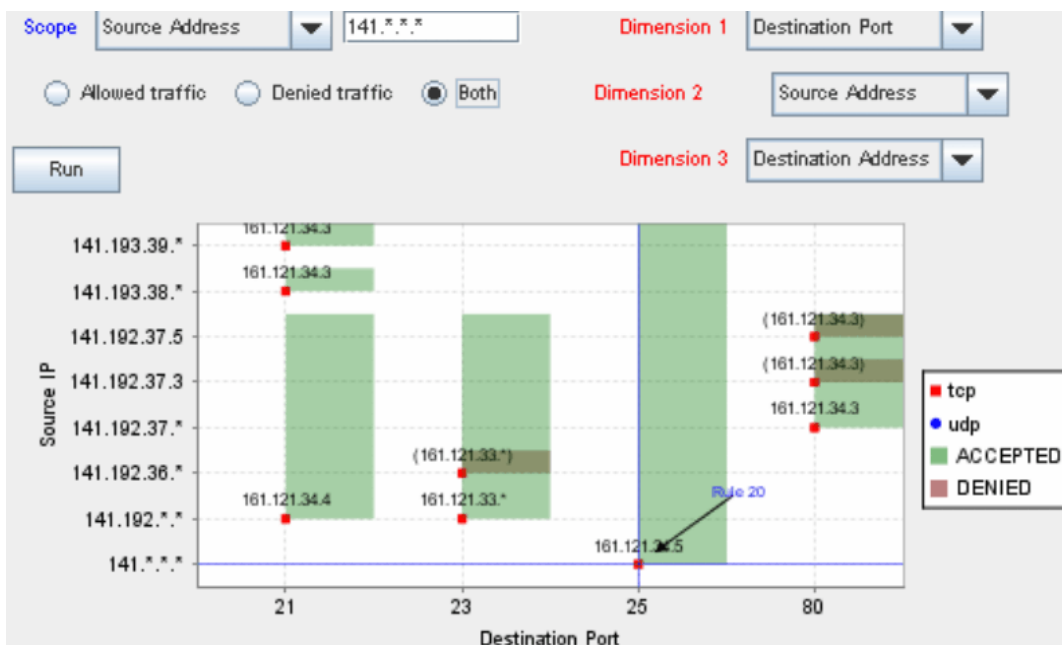 Scope Source Address 141.*.*.* Dimension 1 Destination Port
Allowed traffic Denied traffic Both Dimension 2 Source Address
Run Dimension 3 Destination Address
141.193.39.* 161.121.34.3
141.193.38.* 161.121.34.3
141.192.37.5 (161.121.34.3)
141.192.37.3 (161.121.34.3)
141.192.37.* 161.121.34.3
141.192.36.* (161.121.33.*)
141.192.*.* 161.121.34.4 161.121.33.* Rule 20
141.*.*.* 161.121.34.5
Source IP
21 23 25 80
Destination Port
tcp
udp
ACCEPTED
DENIED